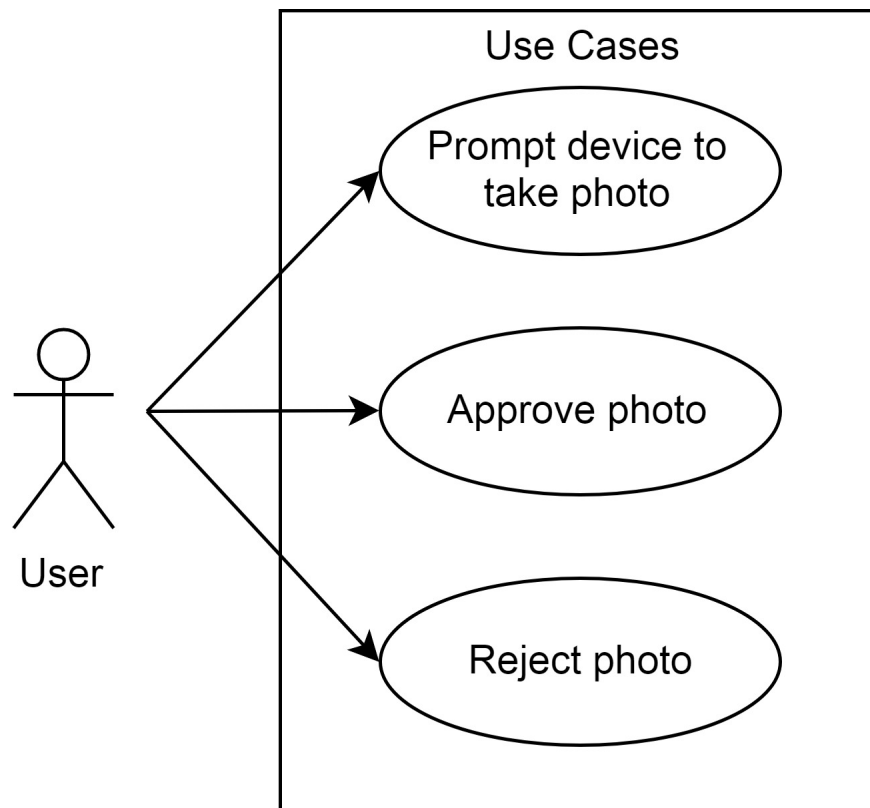 Use Cases
Prompt device to
take photo
Approve photo
User
Reject photo